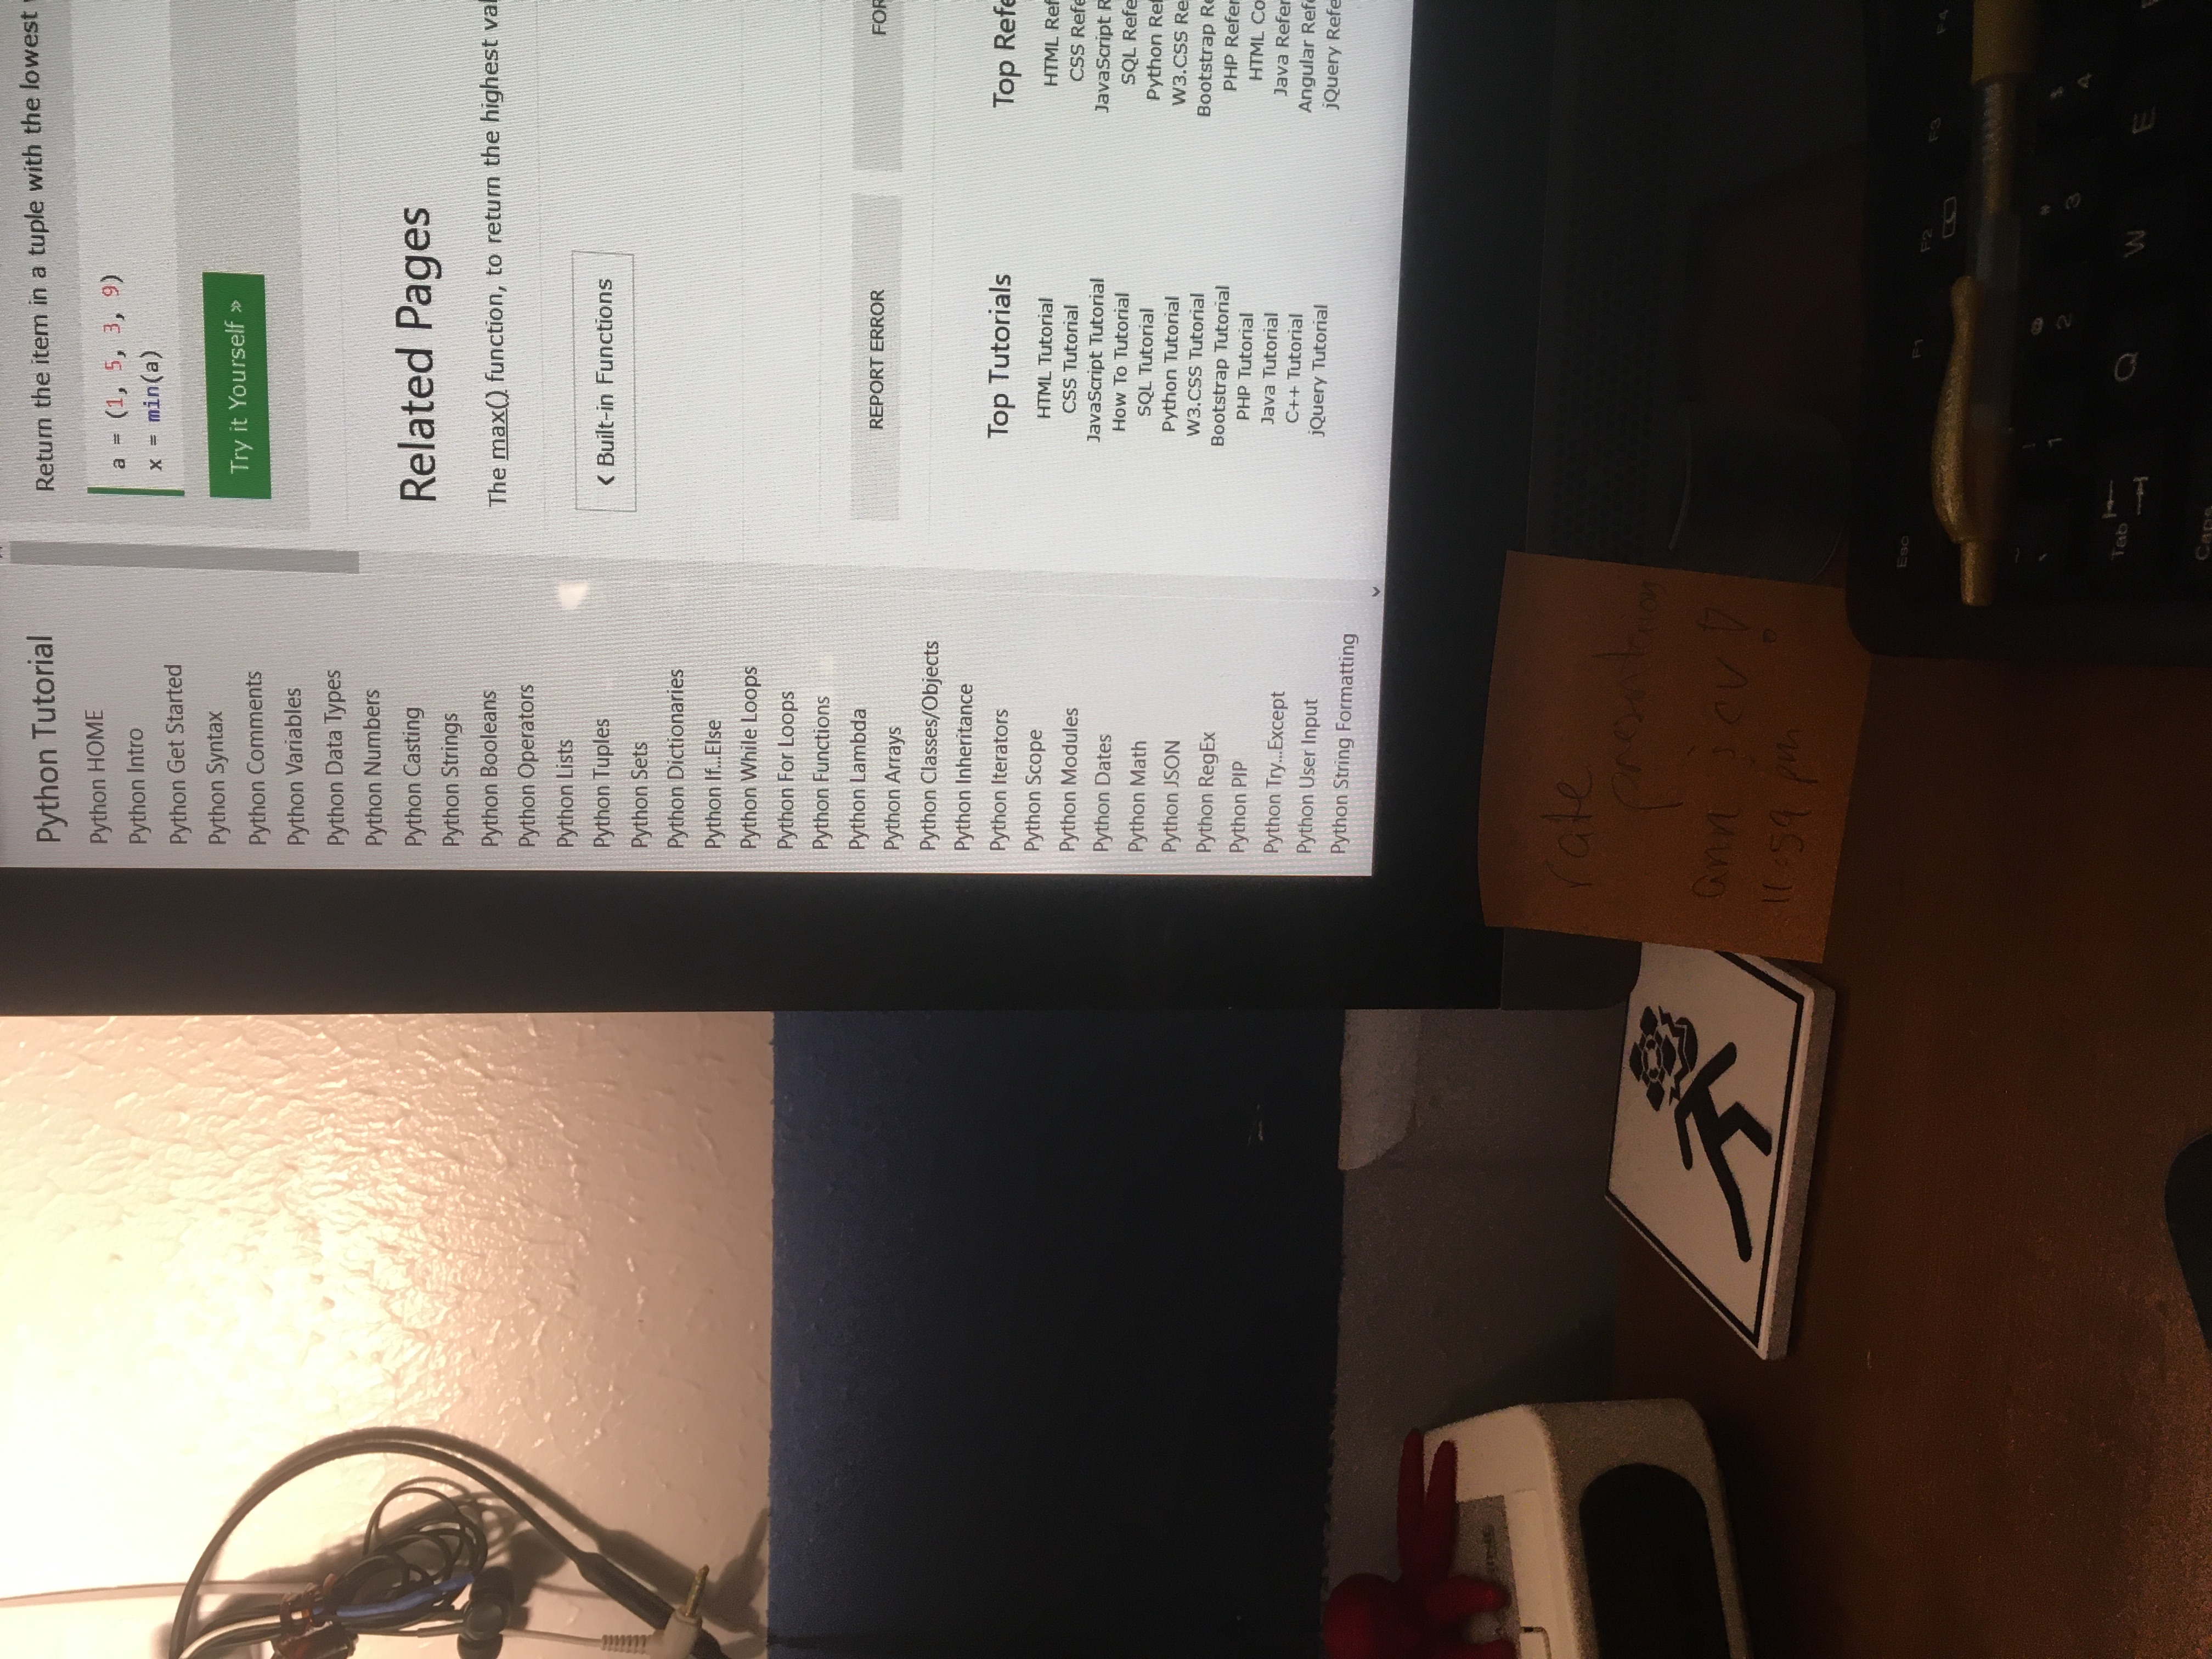 Python Tutorial
Python HOME
Python Intro
Python Get Started
Python Syntax
Python Comments
Python Variables
Python Data Types
Python Numbers
Python Casting
Python Strings
Python Booleans
Python Operators
Python Lists
Python Tuples
Python Sets
Python Dictionaries
Python If...Else
Python While Loops
Python For Loops
Python Functions
Python Lambda
Python Arrays
Python Classes/Objects
Python Inheritance
Python Iterators
Python Scope
Python Modules
Python Dates
Python Math
Python JSON
Python RegEx
Python PIP
Python Try...Except
Python User Input
Python String Formatting
Return the item in a tuple with the lowest
a = (1, 5, 3, 9)
x = min(a)
Try it Yourself »
Related Pages
The max() function, to return the highest val
❮ Built-in Functions
REPORT ERROR
FOR
Top Tutorials
HTML Tutorial
CSS Tutorial
JavaScript Tutorial
How To Tutorial
SQL Tutorial
Python Tutorial
W3.CSS Tutorial
Bootstrap Tutorial
PHP Tutorial
Java Tutorial
C++ Tutorial
jQuery Tutorial
Top Refe
HTML Ref
CSS Refe
JavaScript R
SQL Refe
Python Ref
W3.CSS Re
Bootstrap Re
PHP Refer
HTML Co
Java Refer
Angular Refe
jQuery Refe
rate
presentation
ann
11:59 pm
Esc
F1 F2 F3 F4
~ ! @ # $
` 1 2 3 4
Tab Q W E
Caps